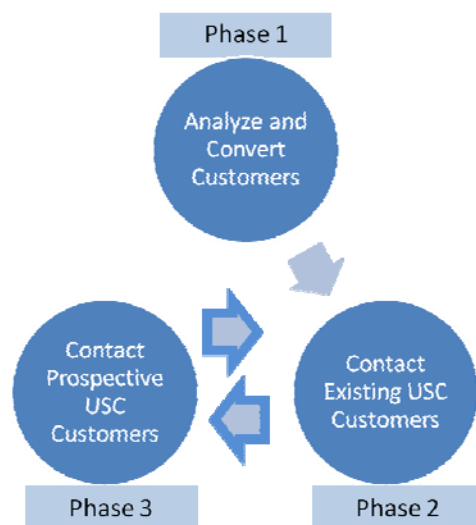 Phase 1
Analyze and
Convert
Customers
Contact
Prospective
USC
Customers
Contact
Existing USC
Customers
Phase 3
Phase 2